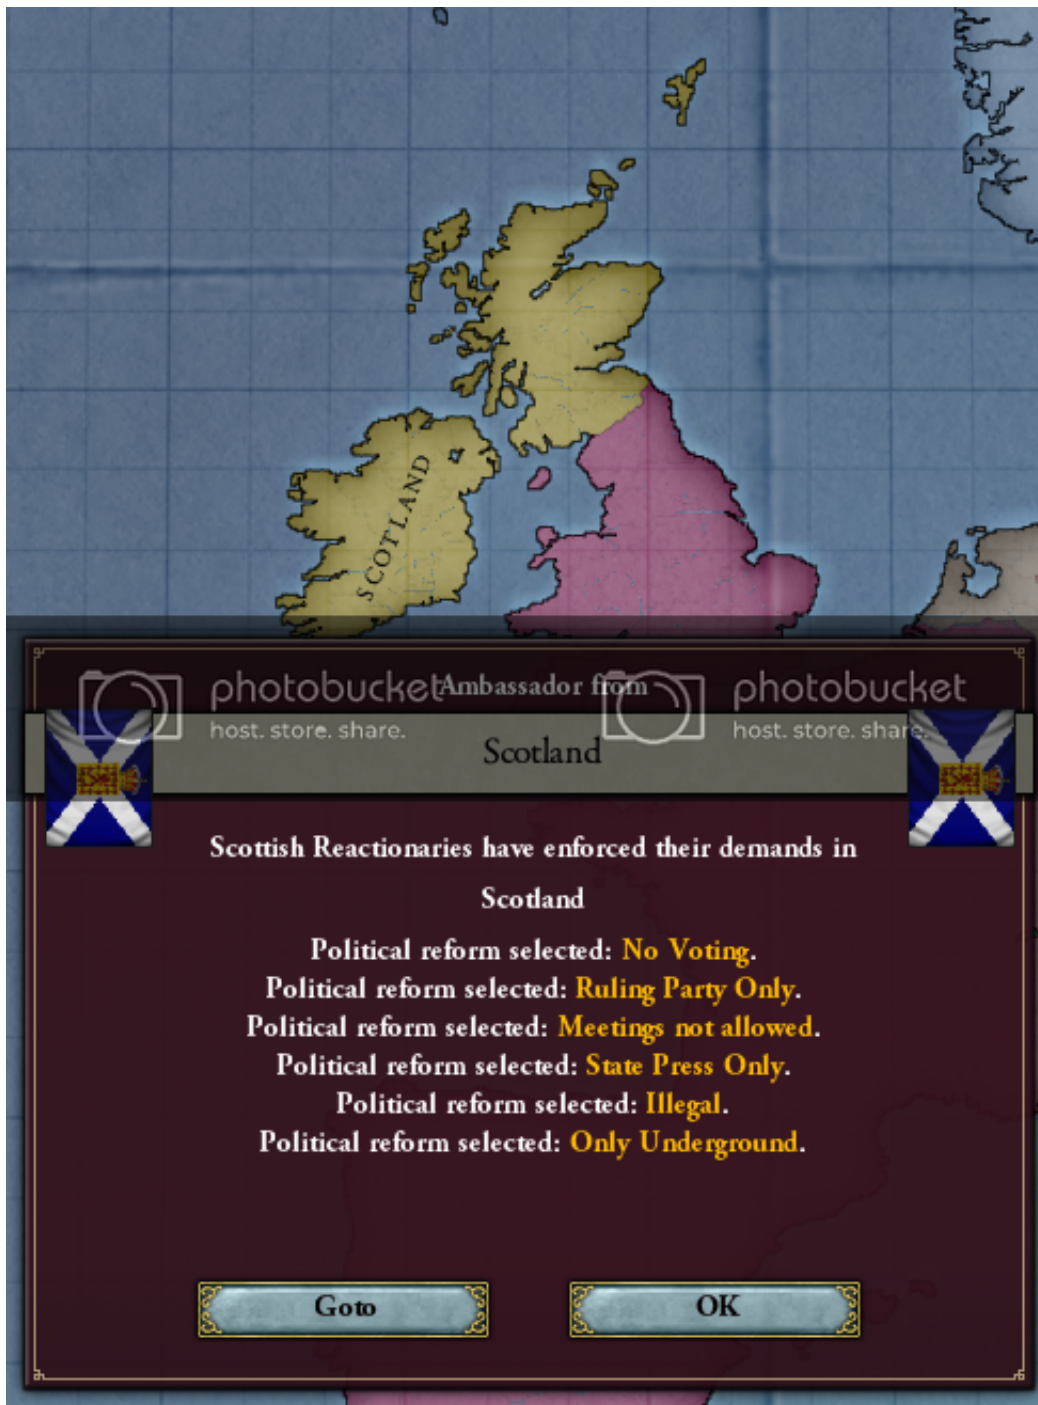 SCOTLAND
photobucket
host. store. share.
photobucket
host. store. share.
Ambassador from
Scotland
Scottish Reactionaries have enforced their demands in
Scotland
Political reform selected: No Voting.
Political reform selected: Ruling Party Only.
Political reform selected: Meetings not allowed.
Political reform selected: State Press Only.
Political reform selected: Illegal.
Political reform selected: Only Underground.
Goto
OK